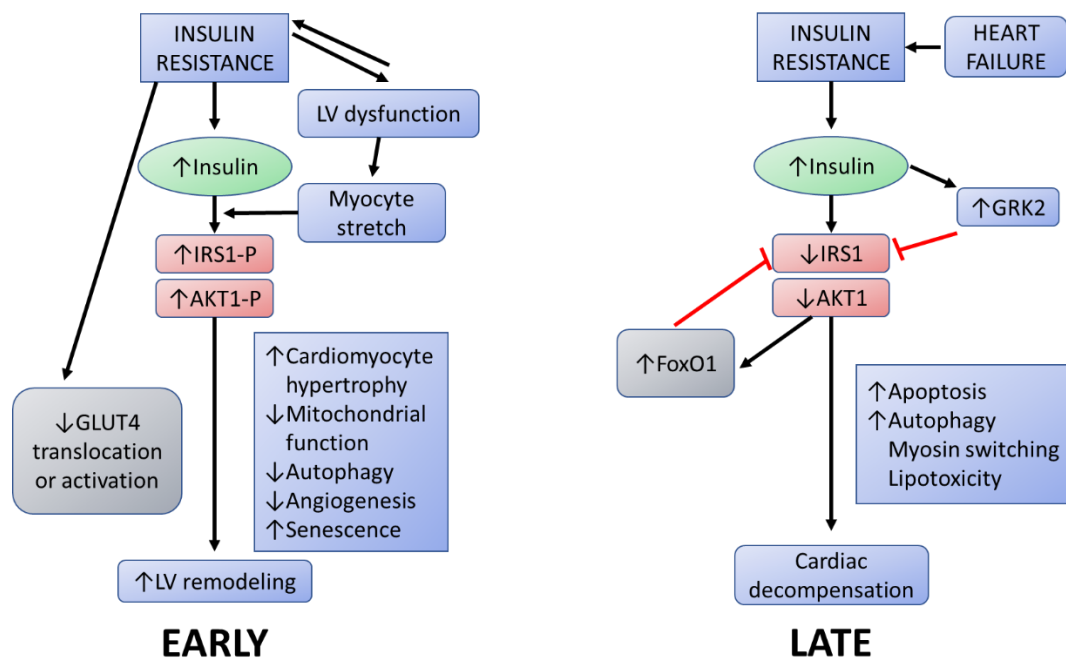 INSULIN
RESISTANCE
LV dysfunction
↑Insulin
Myocyte
stretch
↑IRS1-P
↑AKT1-P
↑Cardiomyocyte
hypertrophy
↓Mitochondrial
function
↓Autophagy
↓Angiogenesis
↑Senescence
↓GLUT4
translocation
or activation
↑LV remodeling
EARLY
INSULIN
RESISTANCE
HEART
FAILURE
↑Insulin
↑GRK2
↓IRS1
↓AKT1
↑FoxO1
↑Apoptosis
↑Autophagy
Myosin switching
Lipotoxicity
Cardiac
decompensation
LATE